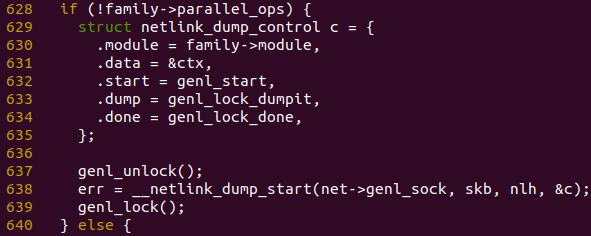 628 if (!family->parallel_ops) {
629 struct netlink_dump_control c = {
630 .module = family->module,
631 .data = &ctx,
632 .start = genl_start,
633 .dump = genl_lock_dumpit,
634 .done = genl_lock_done,
635 };
636
637 genl_unlock();
638 err = __netlink_dump_start(net->genl_sock, skb, nlh, &c);
639 genl_lock();
640 } else {